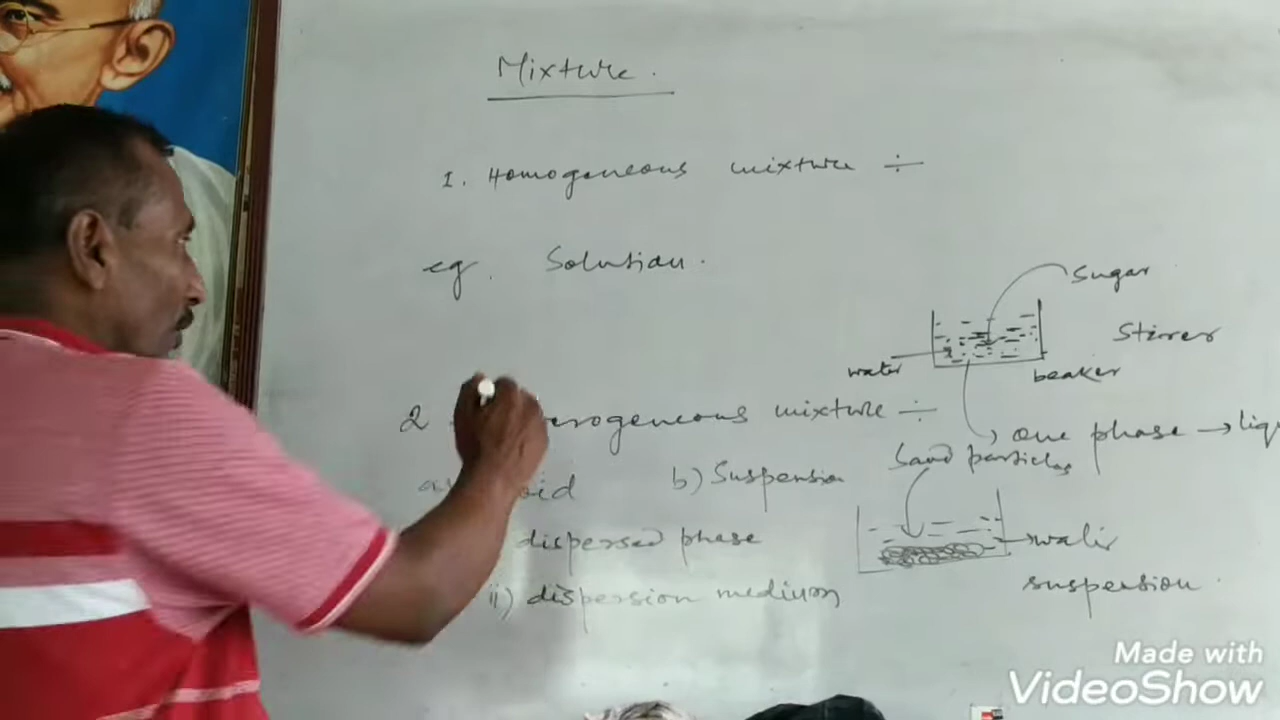 Mixture.
1. Homogeneous mixture ÷
eg. Solution.
Sugar
Stirrer
water
beaker
2 erogeneous mixture ÷
one phase → liq
Sand particles
a oid b) Suspension
dispersed phase
water
ii) dispersion medium
suspension.
Made with
VideoShow